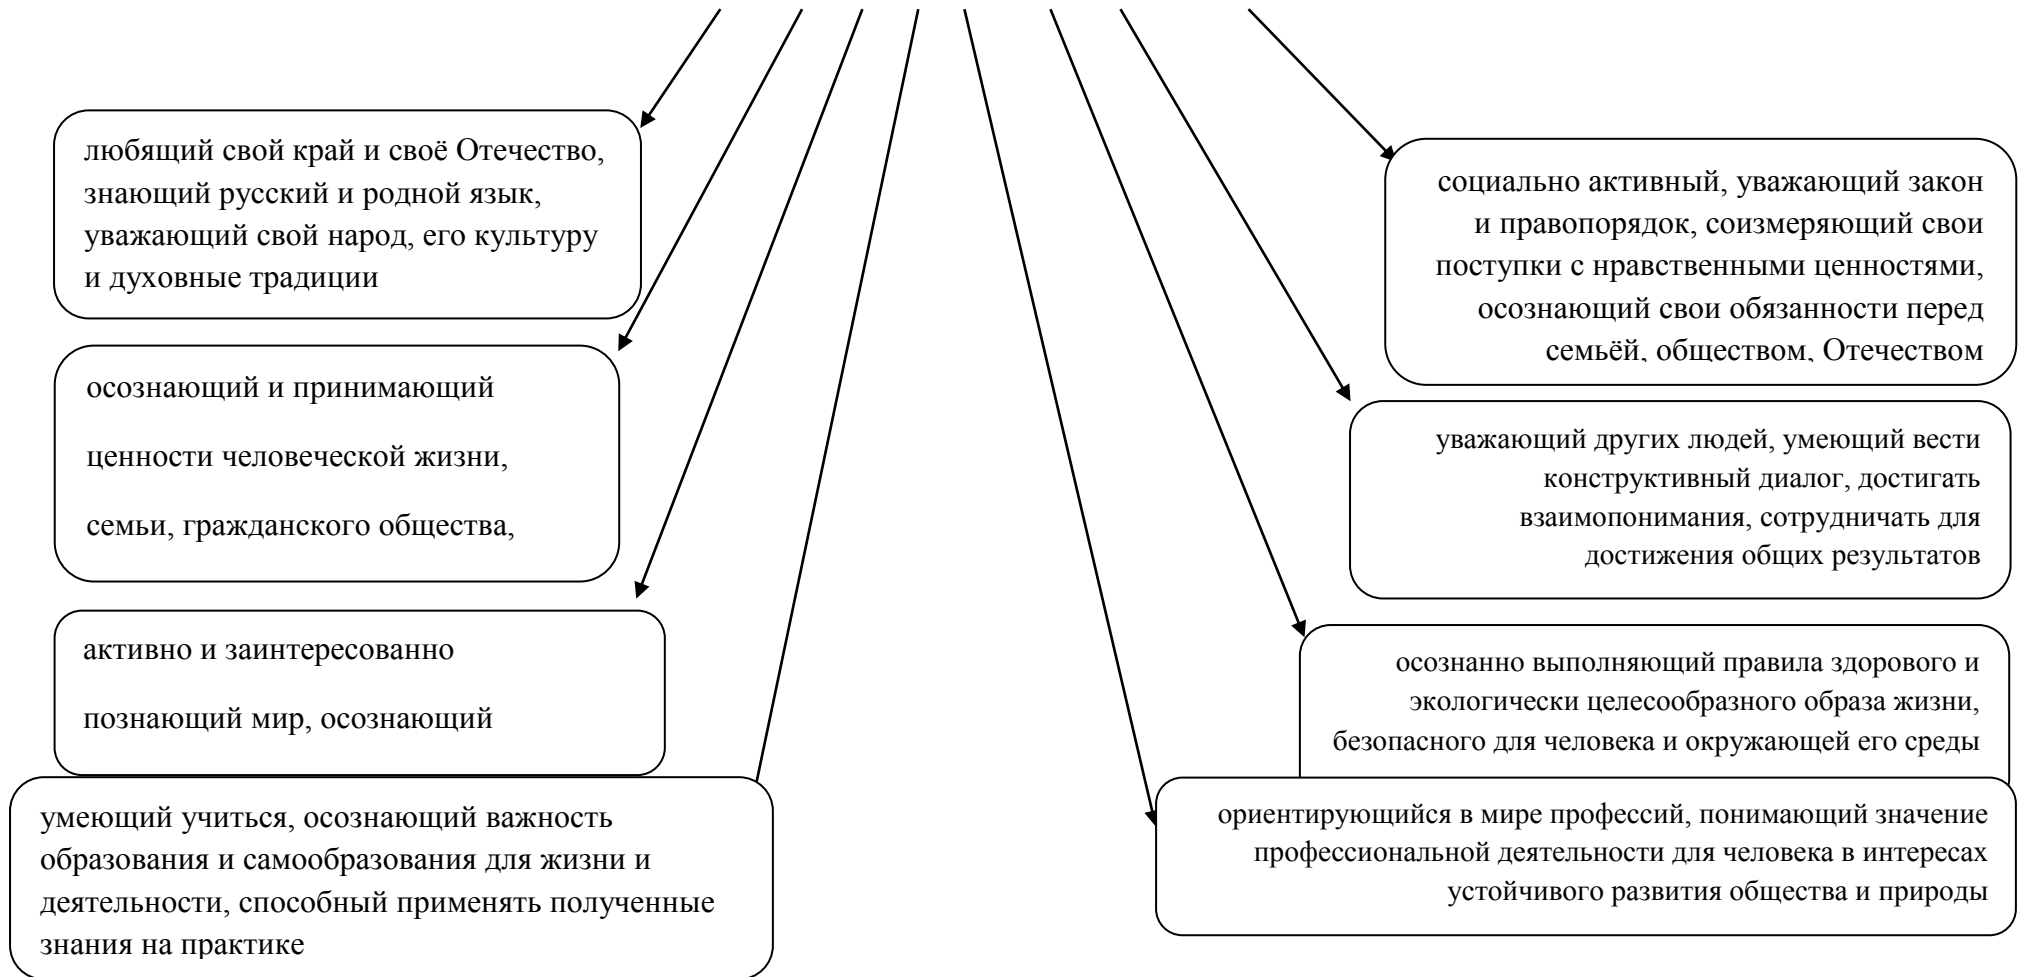 любящий свой край и своё Отечество,
знающий русский и родной язык,
уважающий свой народ, его культуру
и духовные традиции
осознающий и принимающий
ценности человеческой жизни,
семьи, гражданского общества,
активно и заинтересованно
познающий мир, осознающий
умеющий учиться, осознающий важность
образования и самообразования для жизни и
деятельности, способный применять полученные
знания на практике
социально активный, уважающий закон
и правопорядок, соизмеряющий свои
поступки с нравственными ценностями,
осознающий свои обязанности перед
семьёй, обществом, Отечеством
уважающий других людей, умеющий вести
конструктивный диалог, достигать
взаимопонимания, сотрудничать для
достижения общих результатов
осознанно выполняющий правила здорового и
экологически целесообразного образа жизни,
безопасного для человека и окружающей его среды
ориентирующийся в мире профессий, понимающий значение
профессиональной деятельности для человека в интересах
устойчивого развития общества и природы